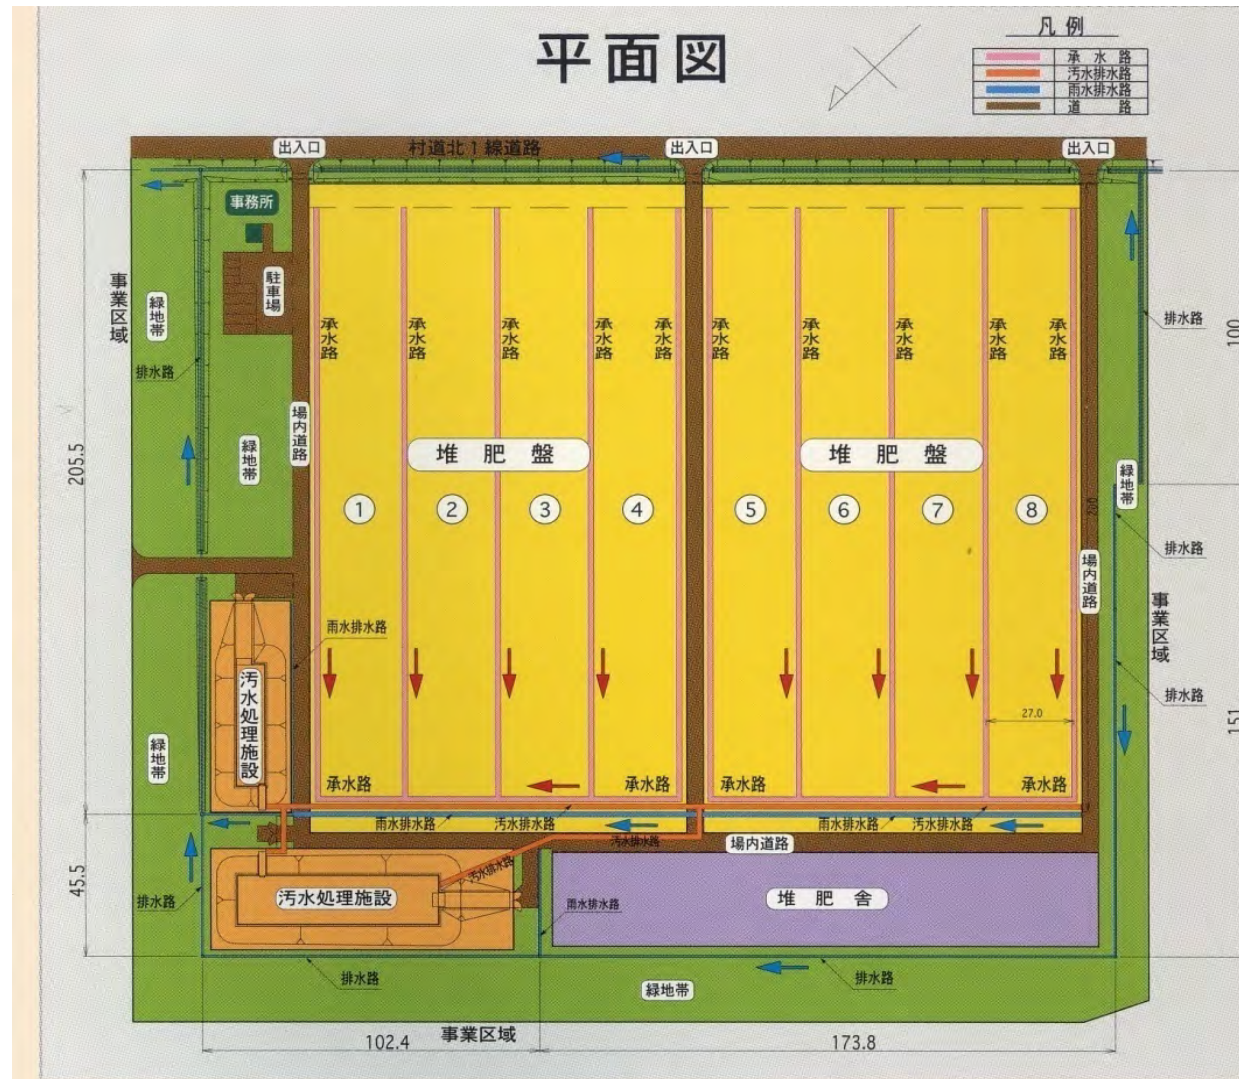 平面図
凡例
承水路
汚水排水路
雨水排水路
道路
出入口
村道北1線道路
出入口
出入口
事務所
駐車場
事業区域
緑地帯
排水路
緑地帯
場内道路
205.5
承水路
承水路
承水路
承水路
承水路
承水路
承水路
承水路
承水路
承水路
排水路
100
堆肥盤
堆肥盤
①
②
③
④
⑤
⑥
⑦
⑧
緑地帯
排水路
場内道路
事業区域
雨水排水路
汚水処理施設
緑地帯
排水路
27.0
151
承水路
承水路
承水路
承水路
雨水排水路
汚水排水路
雨水排水路
汚水排水路
汚水排水路
場内道路
45.5
排水路
汚水処理施設
汚水排水路
雨水排水路
堆肥舎
排水路
排水路
緑地帯
事業区域
102.4
173.8